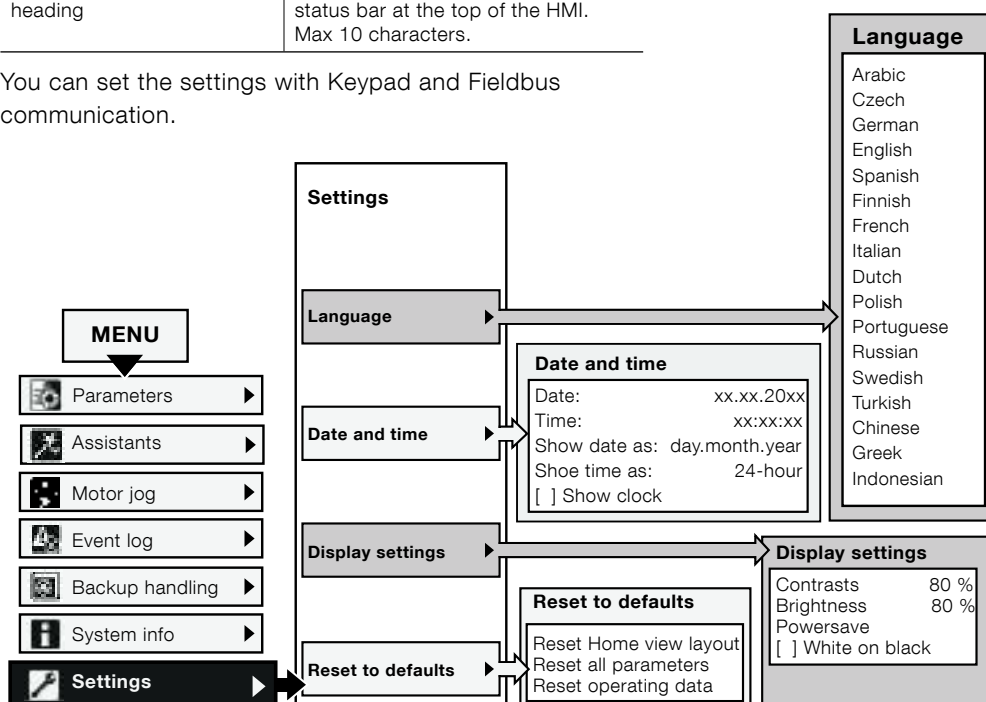 heading
status bar at the top of the HMI.
Max 10 characters.
You can set the settings with Keypad and Fieldbus
communication.
MENU
Parameters
Assistants
Motor jog
Event log
Backup handling
System info
Settings
Settings
Language
Date and time
Display settings
Reset to defaults
Language
Arabic
Czech
German
English
Spanish
Finnish
French
Italian
Dutch
Polish
Portuguese
Russian
Swedish
Turkish
Chinese
Greek
Indonesian
Date and time
Date: xx.xx.20xx
Time: xx:xx:xx
Show date as: day.month.year
Shoe time as: 24-hour
[ ] Show clock
Display settings
Contrasts 80 %
Brightness 80 %
Powersave
[ ] White on black
Reset to defaults
Reset Home view layout
Reset all parameters
Reset operating data